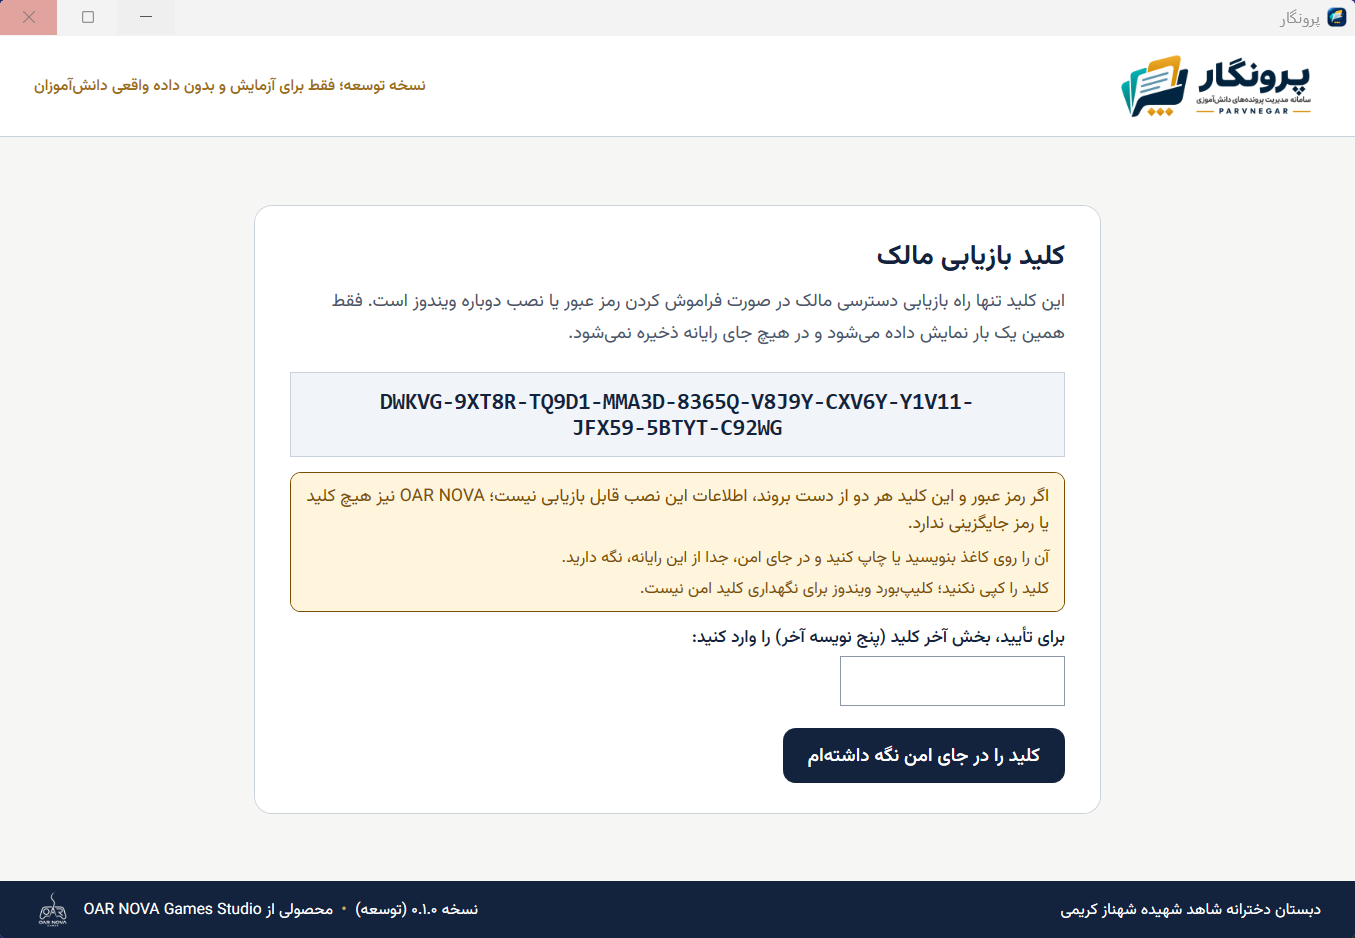 پرونگار
پرونگار
سامانه مدیریت پرونده‌های دانش‌آموزی
PARVNEGAR
نسخه توسعه؛ فقط برای آزمایش و بدون داده واقعی دانش‌آموزان
کلید بازیابی مالک
این کلید تنها راه بازیابی دسترسی مالک در صورت فراموش کردن رمز عبور یا نصب دوباره ویندوز است. فقط
همین یک بار نمایش داده می‌شود و در هیچ جای رایانه ذخیره نمی‌شود.
DWKVG-9XT8R-TQ9D1-MMA3D-8365Q-V8J9Y-CXV6Y-Y1V11-
JFX59-5BTYT-C92WG
اگر رمز عبور و این کلید هر دو از دست بروند، اطلاعات این نصب قابل بازیابی نیست؛ OAR NOVA نیز هیچ کلید
یا رمز جایگزینی ندارد.
آن را روی کاغذ بنویسید یا چاپ کنید و در جای امن، جدا از این رایانه، نگه دارید.
کلید را کپی نکنید؛ کلیپ‌بورد ویندوز برای نگهداری کلید امن نیست.
برای تأیید، بخش آخر کلید (پنج نویسه آخر) را وارد کنید:
کلید را در جای امن نگه داشته‌ام
دبستان دخترانه شاهد شهیده شهناز کریمی
نسخه ۰.۱.۰ (توسعه) • محصولی از OAR NOVA Games Studio
OAR NOVA
GAMES